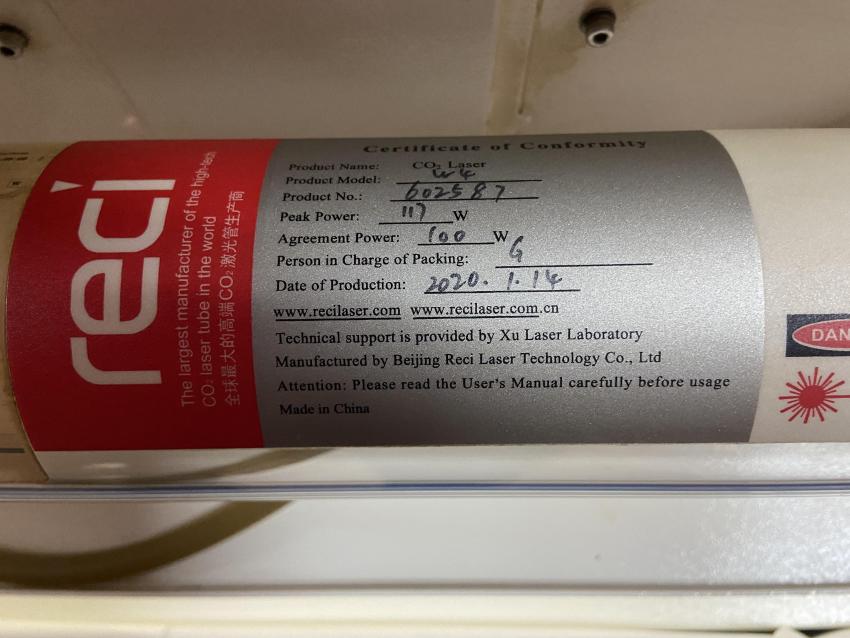 reci
The largest manufacturer of the high-tech
CO₂ laser tube in the world
全球最大的高端CO₂激光管生产商
Certificate of Conformity
Product Name: CO₂ Laser
Product Model: W4
Product No.: 602587
Peak Power: 117 W
Agreement Power: 100 W
Person in Charge of Packing: G
Date of Production: 2020.1.14
www.recilaser.com www.recilaser.com.cn
Technical support is provided by Xu Laser Laboratory
Manufactured by Beijing Reci Laser Technology Co., Ltd
Attention: Please read the User's Manual carefully before usage
Made in China
DAN